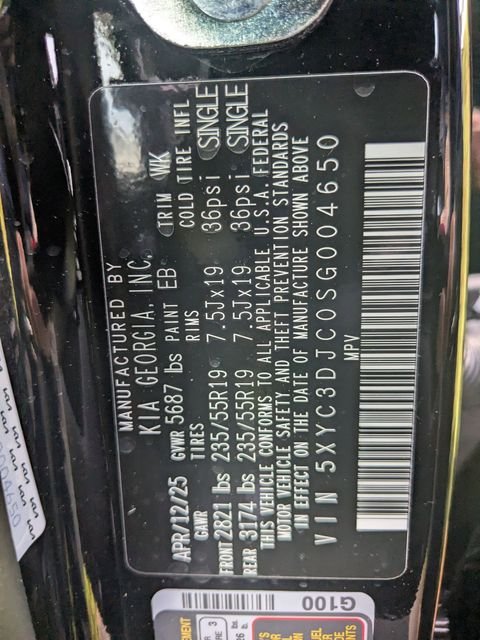 MANUFACTURED BY
KIA GEORGIA, INC.
APR/12/25 GVWR 5687 lbs PAINT EB TRIM WK
GAWR TIRES RIMS COLD TIRE INFL
FRONT 2821 lbs 235/55R19 7.5Jx19 36psi SINGLE
REAR 3174 lbs 235/55R19 7.5Jx19 36psi SINGLE
THIS VEHICLE CONFORMS TO ALL APPLICABLE U.S.A. FEDERAL
MOTOR VEHICLE SAFETY AND THEFT PREVENTION STANDARDS
IN EFFECT ON THE DATE OF MANUFACTURE SHOWN ABOVE
VIN 5XYC3DJC0SG004650
MPV
G100